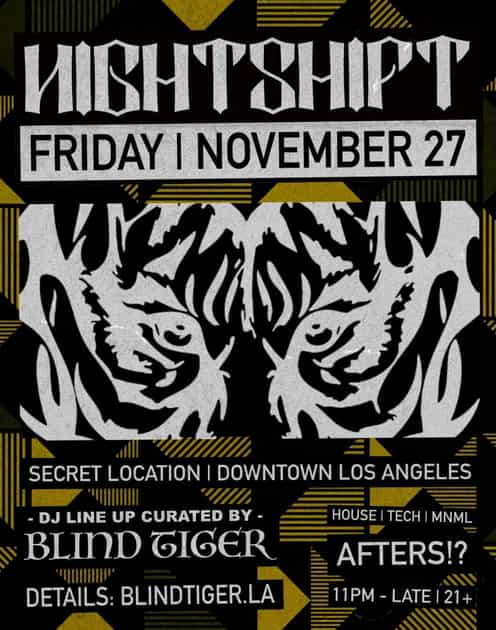 NIGHTSHIFT
FRIDAY | NOVEMBER 27
SECRET LOCATION | DOWNTOWN LOS ANGELES
- DJ LINE UP CURATED BY -
BLIND TIGER
DETAILS: BLINDTIGER.LA
HOUSE | TECH | MNML
AFTERS!?
11PM - LATE | 21+